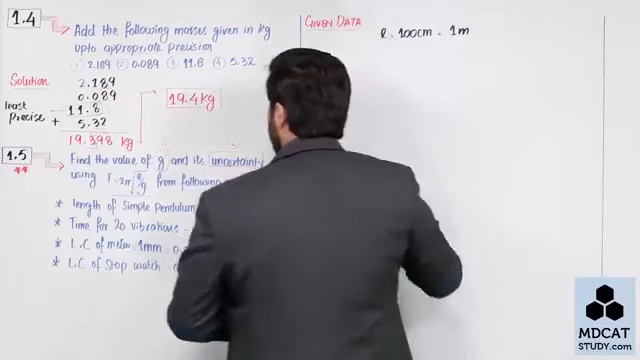 1.4 Add the following masses given in kg
upto appropriate precision
① 2.189 ② 0.089 ③ 11.8 ④ 5.32
Solution
2.189
0.089
least precise → 11.8
+ 5.32
19.398 kg
19.4 kg
1.5 Find the value of 'g' and its uncertainty
using T = 2π√l/g from following
* length of Simple Pendulum
* Time for 20 vibrations
* L.C of meter = 1mm = 0.
* L.C of Stop watch =
GIVEN DATA
l = 100cm = 1m
MDCAT
STUDY.com